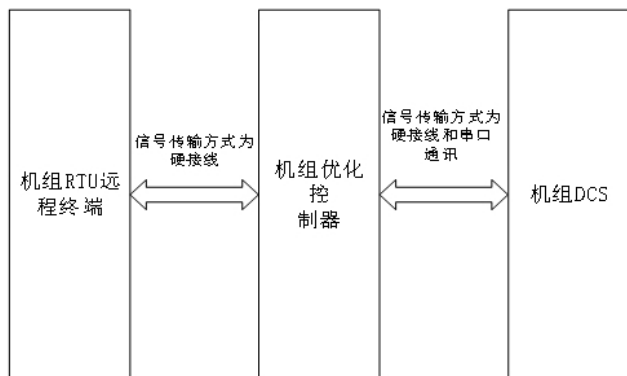 机组RTU远
程终端
信号传输方式为
硬接线
机组优化
控
制器
信号传输方式为
硬接线和串口
通讯
机组DCS